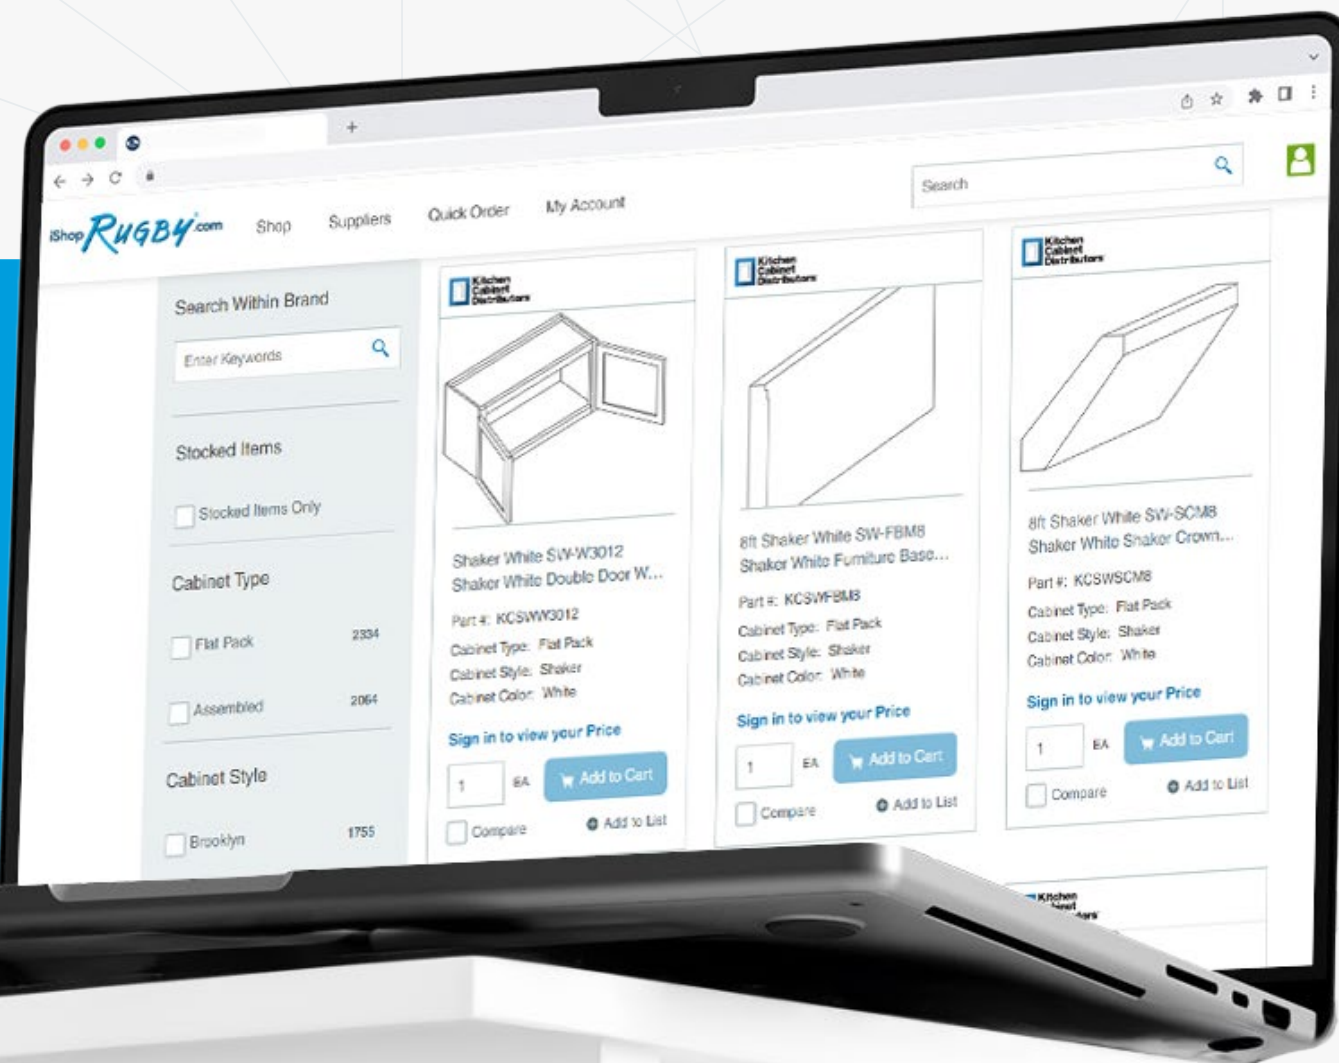 iShop RUGBY.com
Shop
Suppliers
Quick Order
My Account
Search
Search Within Brand
Enter Keywords
Stocked Items
Stocked Items Only
Cabinet Type
Flat Pack 2334
Assembled 2064
Cabinet Style
Brooklyn 1755
Kitchen
Cabinet
Distributors
Shaker White SW-W3012
Shaker White Double Door W...
Part #: KCSWW3012
Cabinet Type: Flat Pack
Cabinet Style: Shaker
Cabinet Color: White
Sign in to view your Price
1 EA Add to Cart
Compare Add to List
Kitchen
Cabinet
Distributors
8ft Shaker White SW-FBM8
Shaker White Furniture Base...
Part #: KCSWFBM8
Cabinet Type: Flat Pack
Cabinet Style: Shaker
Cabinet Color: White
Sign in to view your Price
1 EA Add to Cart
Compare Add to List
Kitchen
Cabinet
Distributors
8ft Shaker White SW-SCM8
Shaker White Shaker Crown...
Part #: KCSWSCM8
Cabinet Type: Flat Pack
Cabinet Style: Shaker
Cabinet Color: White
Sign in to view your Price
1 EA Add to Cart
Compare Add to List
Kitchen